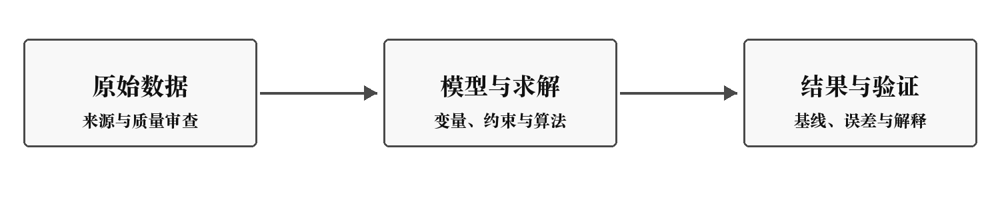 原始数据
来源与质量审查
模型与求解
变量、约束与算法
结果与验证
基线、误差与解释